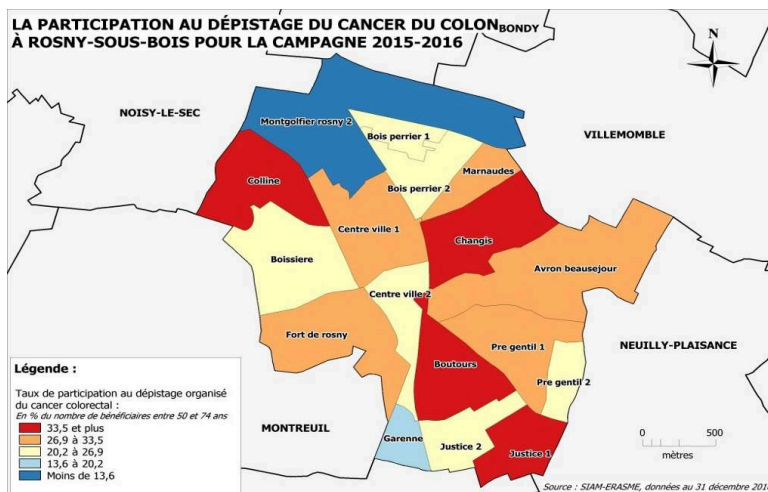 LA PARTICIPATION AU DÉPISTAGE DU CANCER DU COLON
À ROSNY-SOUS-BOIS POUR LA CAMPAGNE 2015-2016
BONDY
N
NOISY-LE-SEC
VILLEMOMBLE
Montgolfier rosny 2
Bois perrier 1
Marnaudes
Colline
Bois perrier 2
Centre ville 1
Changis
Boissiere
Avron beausejour
Centre ville 2
Fort de rosny
Pre gentil 1
NEUILLY-PLAISANCE
Boutours
Pre gentil 2
MONTREUIL
Garenne
Justice 2
Justice 1
Légende :
Taux de participation au dépistage organisé
du cancer colorectal :
En % du nombre de bénéficiaires entre 50 et 74 ans
33,5 et plus
26,9 à 33,5
20,2 à 26,9
13,6 à 20,2
Moins de 13,6
0 500
mètres
Source : SIAM-ERASME, données au 31 décembre